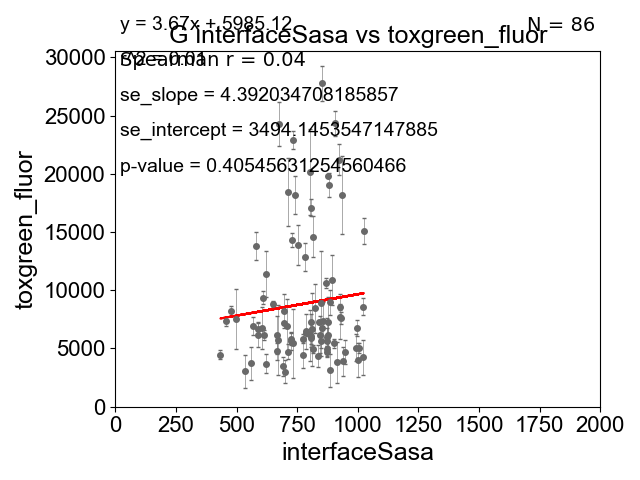 y = 3.67x + 5985.12
N = 86
G interfaceSasa vs toxgreen_fluor
r^2 = 0.01
Spearman r = 0.04
se_slope = 4.392034708185857
se_intercept = 3494.1453547147885
p-value = 0.40545631254560466
30000
25000
20000
15000
10000
5000
0
toxgreen_fluor
0 250 500 750 1000 1250 1500 1750 2000
interfaceSasa